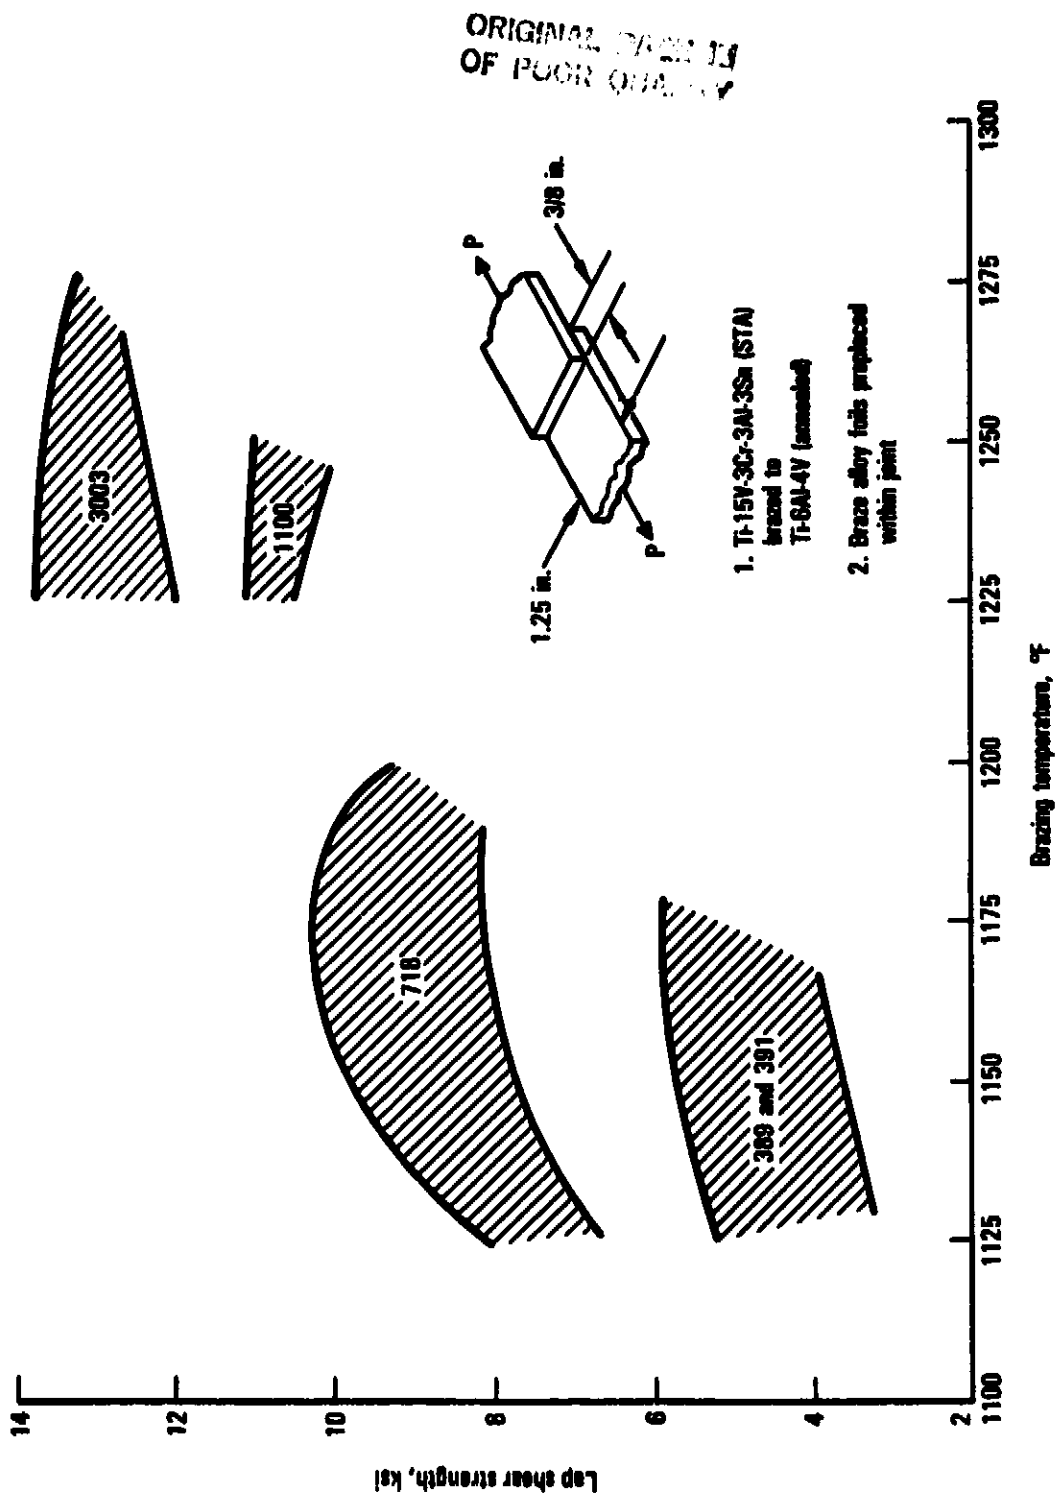 ORIGINAL PAGE IS
OF POOR QUALITY
14
12
10
8
6
4
2
Lap shear strength, ksi
1100
1125
1150
1175
1200
1225
1250
1275
1300
Brazing temperature, °F
3003
1100
718
389 and 391
1.25 in.
P
P
3/8 in.
1. Ti-15V-3Cr-3Al-3Sn (STA)
brazed to
Ti-6Al-4V (annealed)
2. Braze alloy foils preplaced
within joint